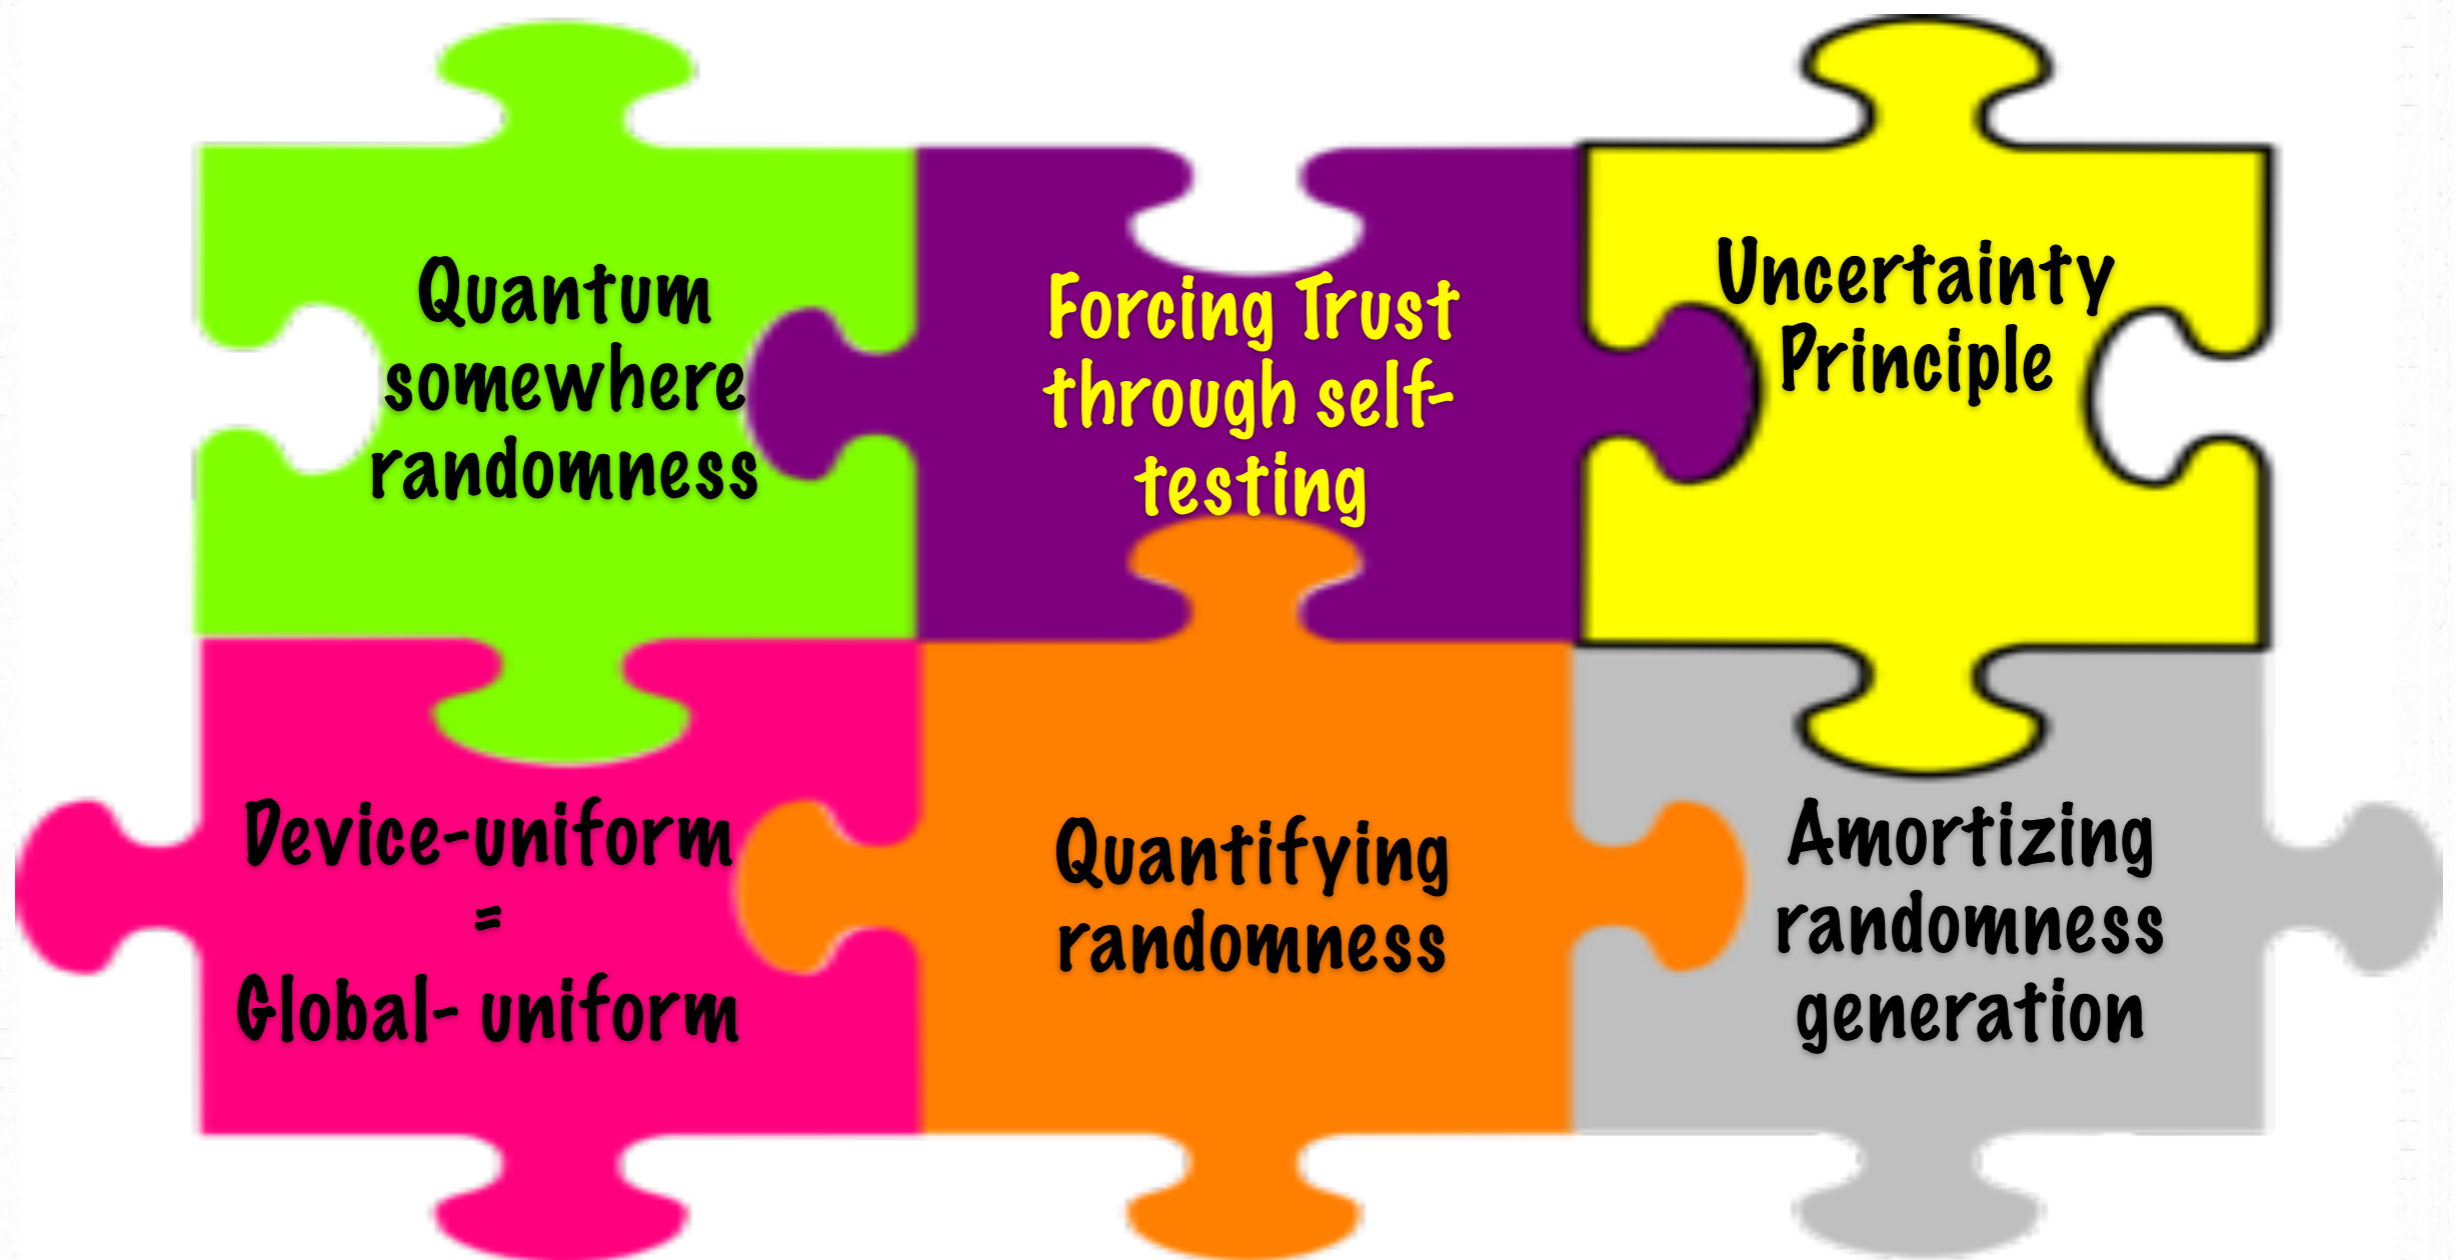 Quantum
somewhere
randomness
Forcing Trust
through self-
testing
Uncertainty
Principle
Device-uniform
=
Global- uniform
Quantifying
randomness
Amortizing
randomness
generation